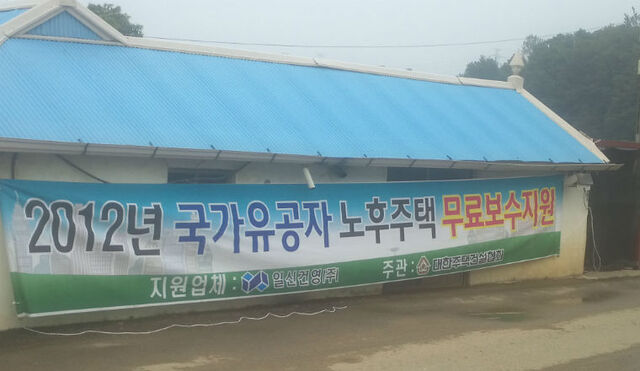 2012년 국가유공자 노후주택 무료보수지원
지원업체 : 일신건영(주) 주관 : 대한주택건설협회